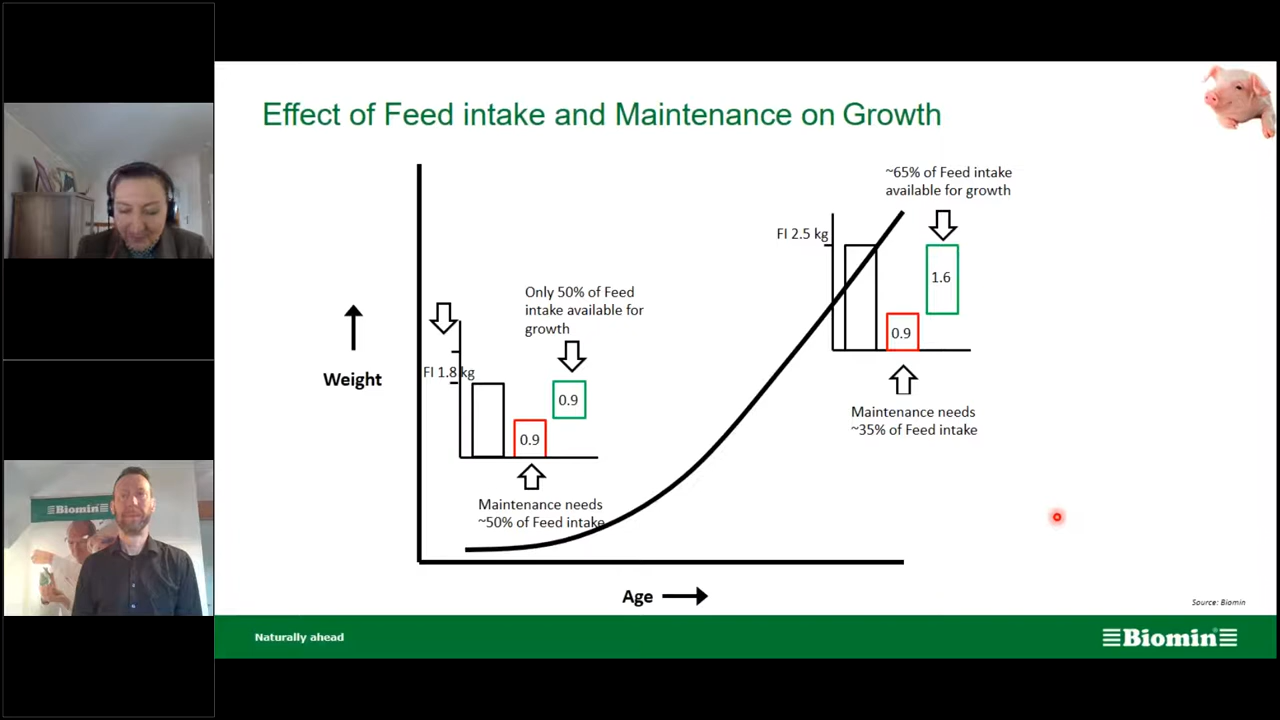 Effect of Feed intake and Maintenance on Growth
~65% of Feed intake
available for growth
FI 2.5 kg
1.6
0.9
Maintenance needs
~35% of Feed intake
Only 50% of Feed
intake available for
growth
FI 1.8 kg
0.9
0.9
Maintenance needs
~50% of Feed intake
Weight
Age
Source: Biomin
Naturally ahead
Biomin
Biomin